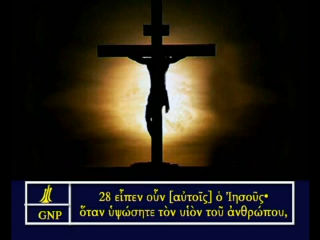 28 εἶπεν οὖν [αὐτοῖς] ὁ Ἰησοῦς•
ὅταν ὑψώσητε τὸν υἱὸν τοῦ ἀνθρώπου,
GNP